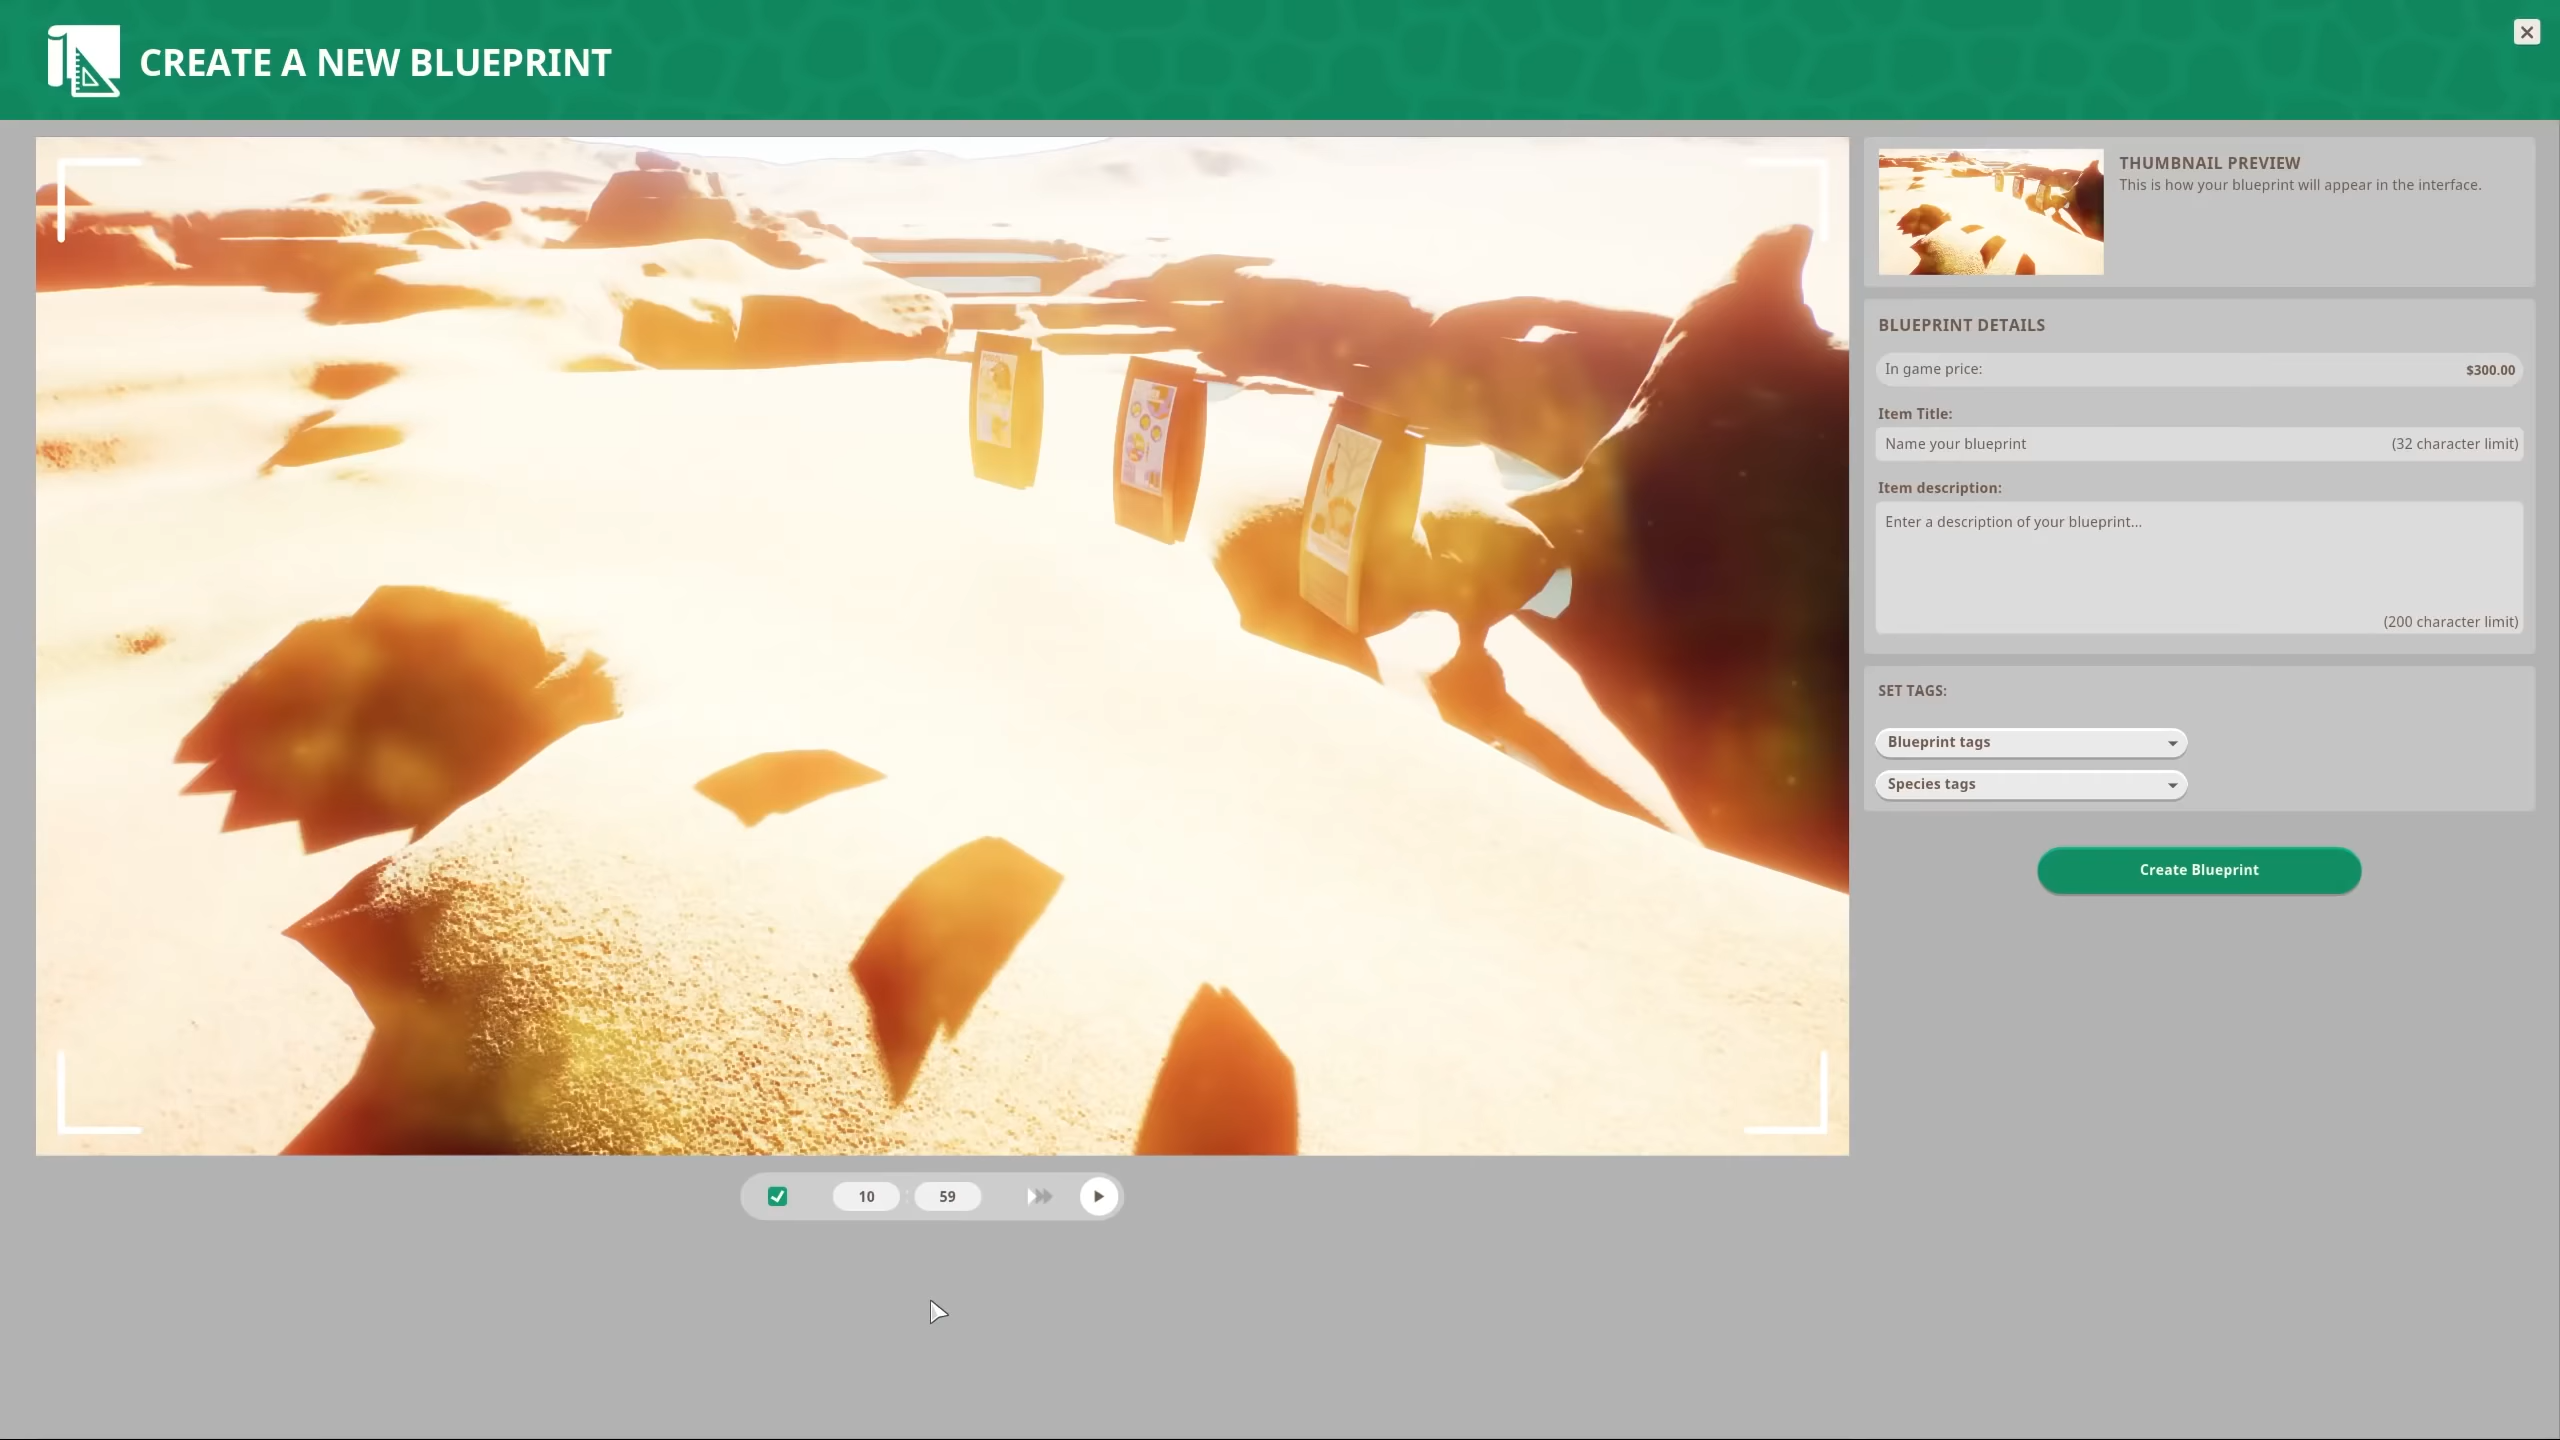 CREATE A NEW BLUEPRINT
THUMBNAIL PREVIEW
This is how your blueprint will appear in the interface.
BLUEPRINT DETAILS
In game price: $300.00
Item Title:
Name your blueprint (32 character limit)
Item description:
Enter a description of your blueprint...
(200 character limit)
SET TAGS:
Blueprint tags
Species tags
Create Blueprint
10 : 59